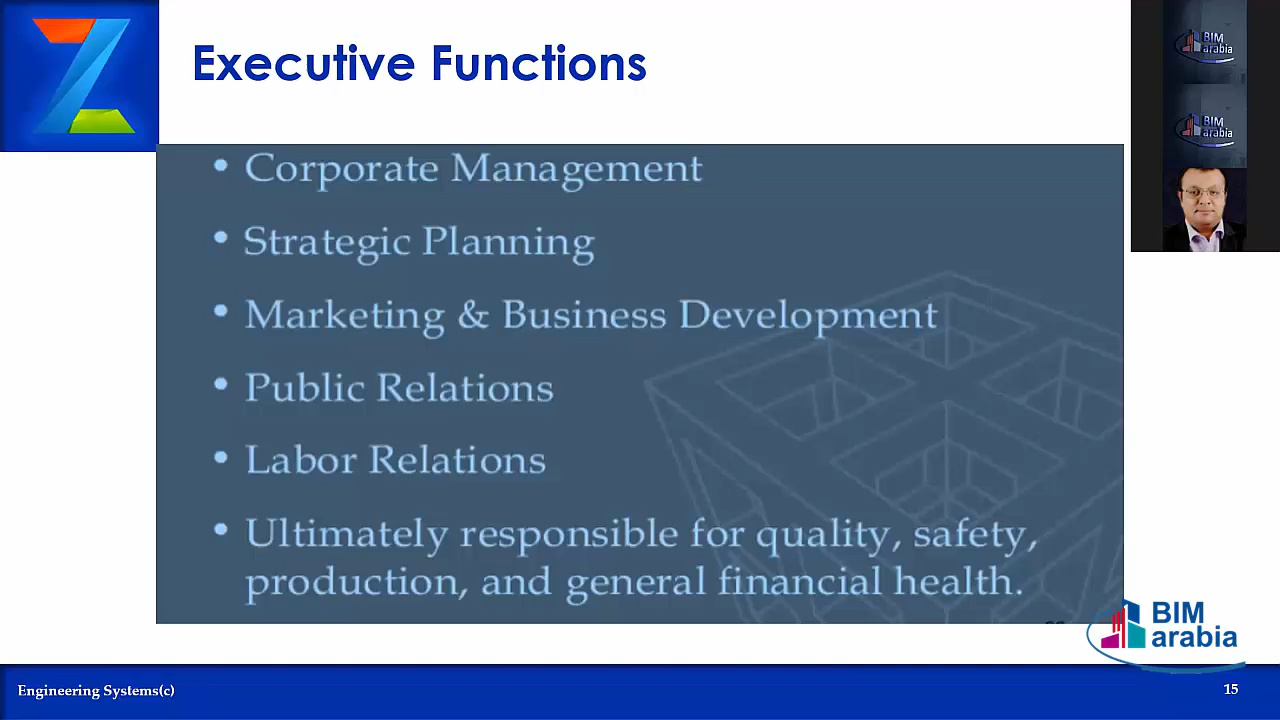 Executive Functions
BIM
arabia
BIM
arabia
• Corporate Management
• Strategic Planning
• Marketing & Business Development
• Public Relations
• Labor Relations
• Ultimately responsible for quality, safety,
production, and general financial health.
BIM
arabia
Engineering Systems(c)
15